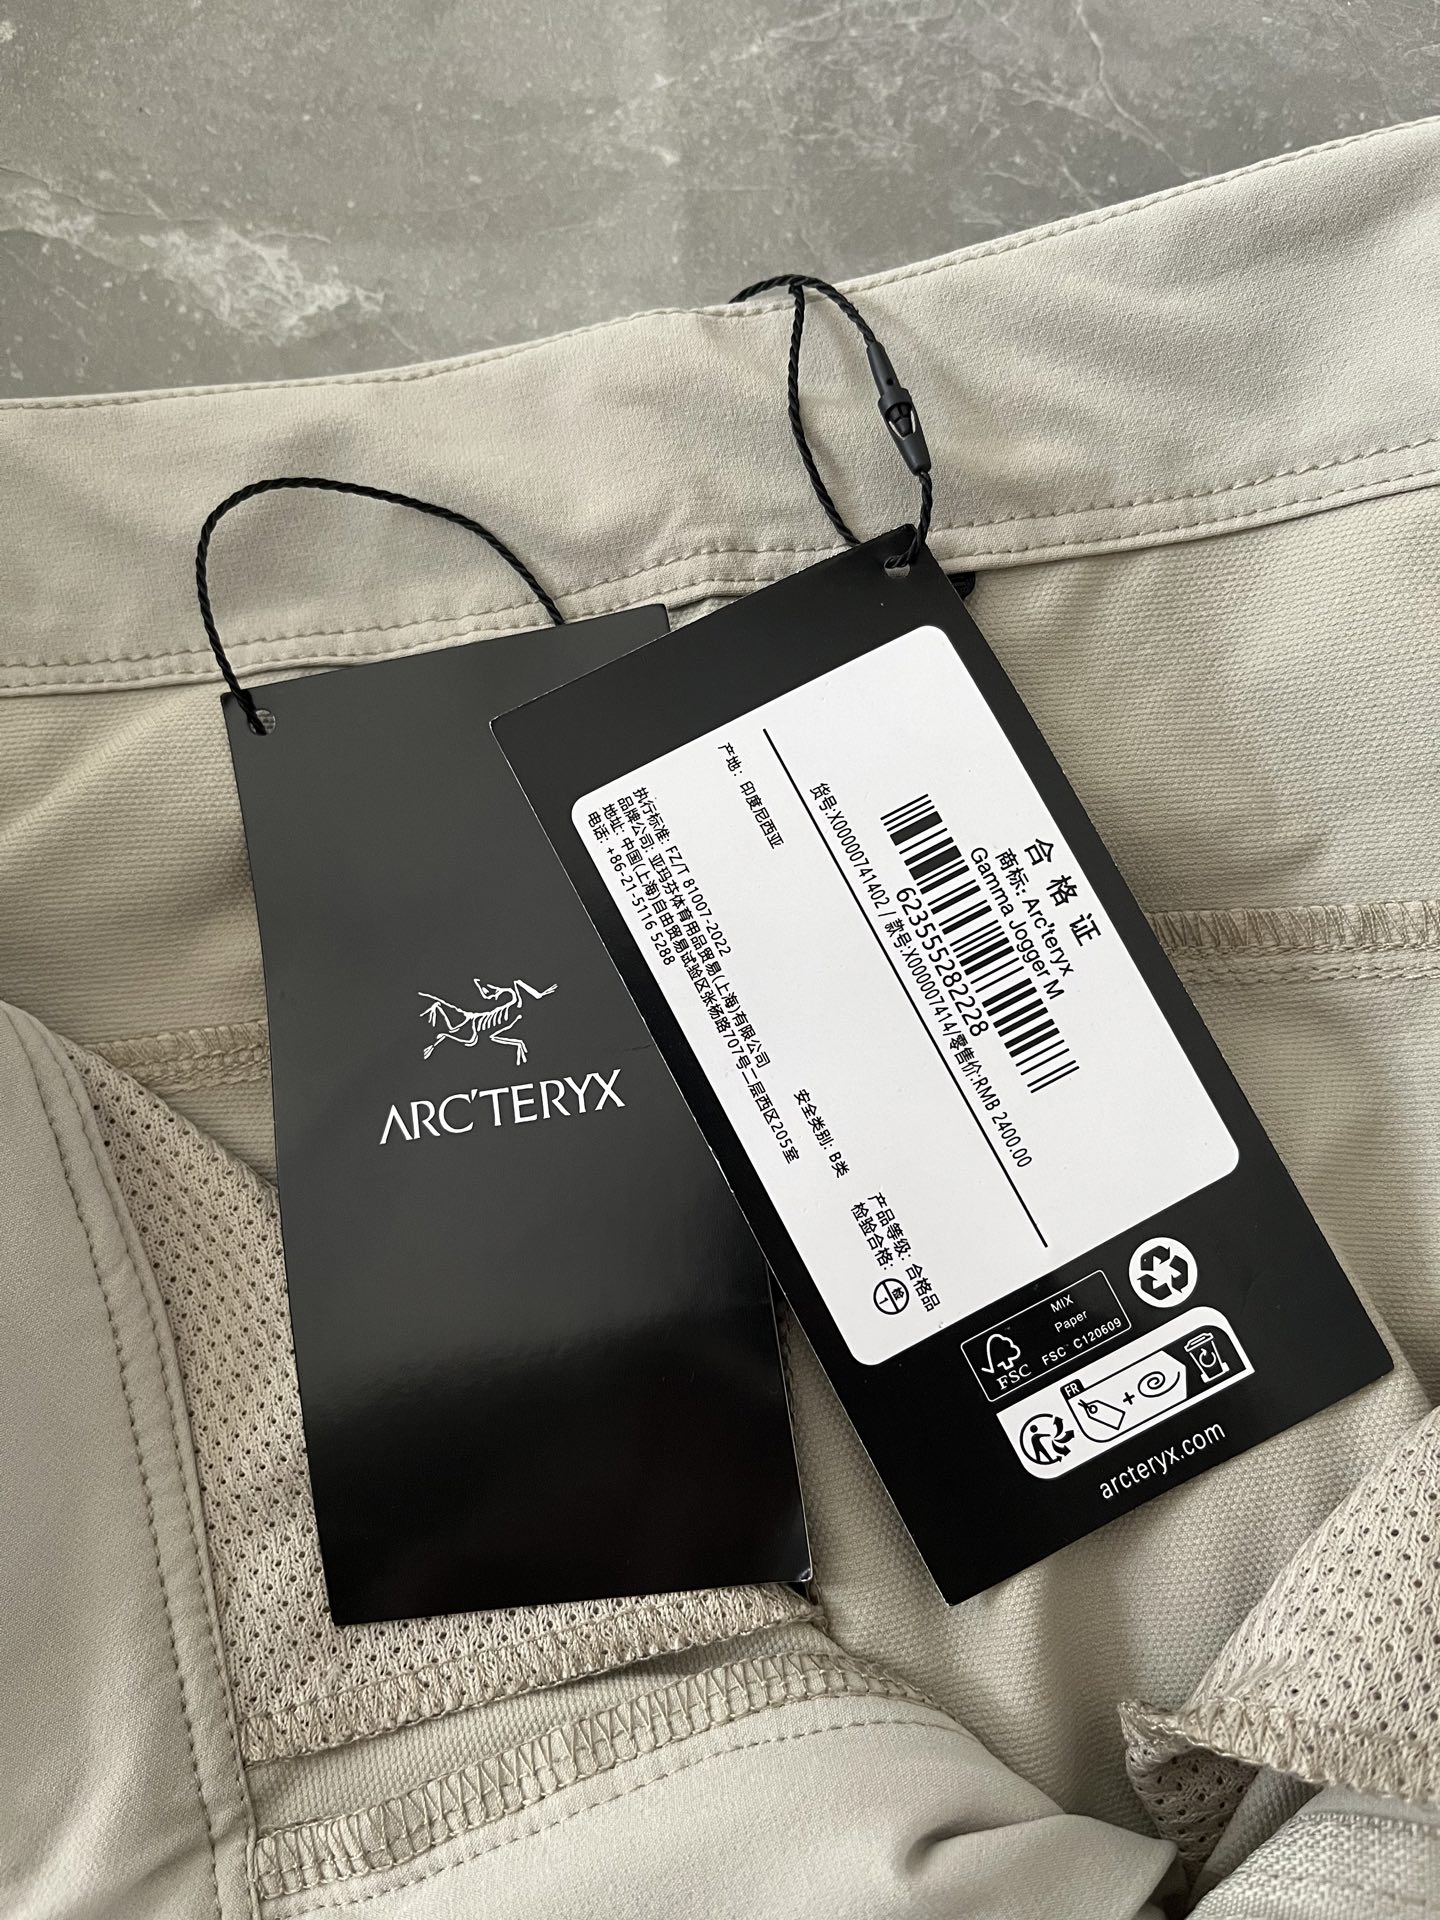 ARC'TERYX
合格证
商标: Arc'teryx
Gamma Jogger M
623555282228
货号:X0000741402 / 款号:X000007414/零售价:RMB 2400.00
产地: 印度尼西亚
安全类别: B类
产品等级: 合格品
检验合格: 检1
执行标准: FZ/T 81007-2022
品牌公司: 亚玛芬体育用品贸易(上海)有限公司
地址: 中国(上海)自由贸易试验区张杨路707号二层西区205室
电话: +86-21-5116 5288
FSC
MIX
Paper
FSC C120609
FR
arcteryx.com